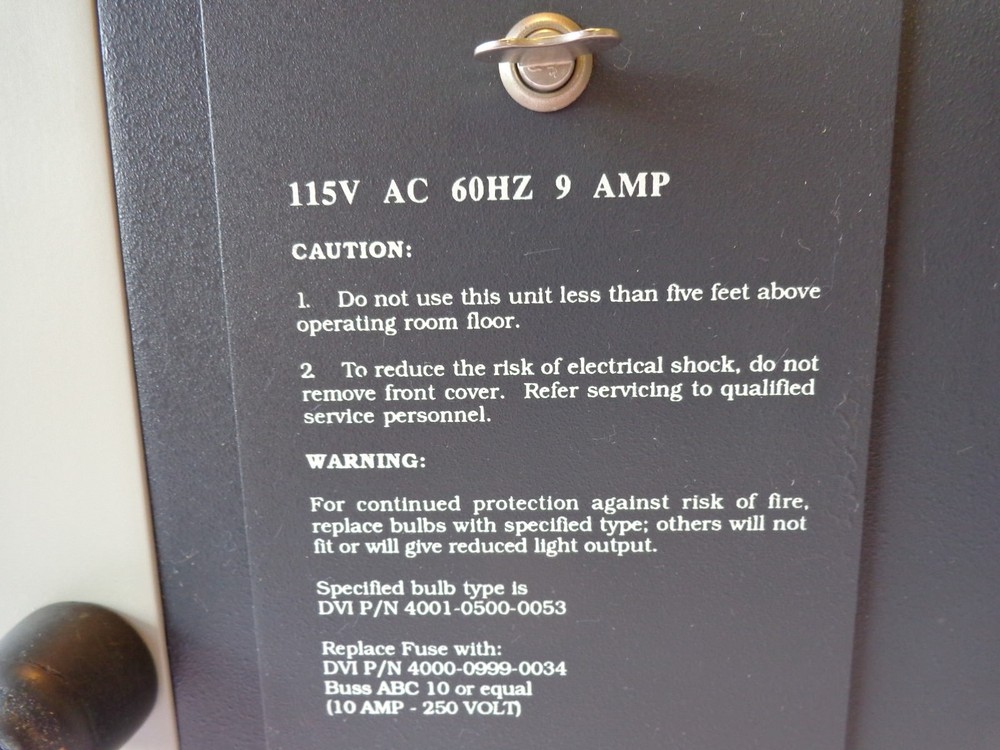 115V AC 60HZ 9 AMP
CAUTION:
1. Do not use this unit less than five feet above
operating room floor.
2 To reduce the risk of electrical shock, do not
remove front cover. Refer servicing to qualified
service personnel.
WARNING:
For continued protection against risk of fire,
replace bulbs with specified type; others will not
fit or will give reduced light output.
Specified bulb type is
DVI P/N 4001-0500-0053
Replace Fuse with:
DVI P/N 4000-0999-0034
Buss ABC 10 or equal
(10 AMP - 250 VOLT)